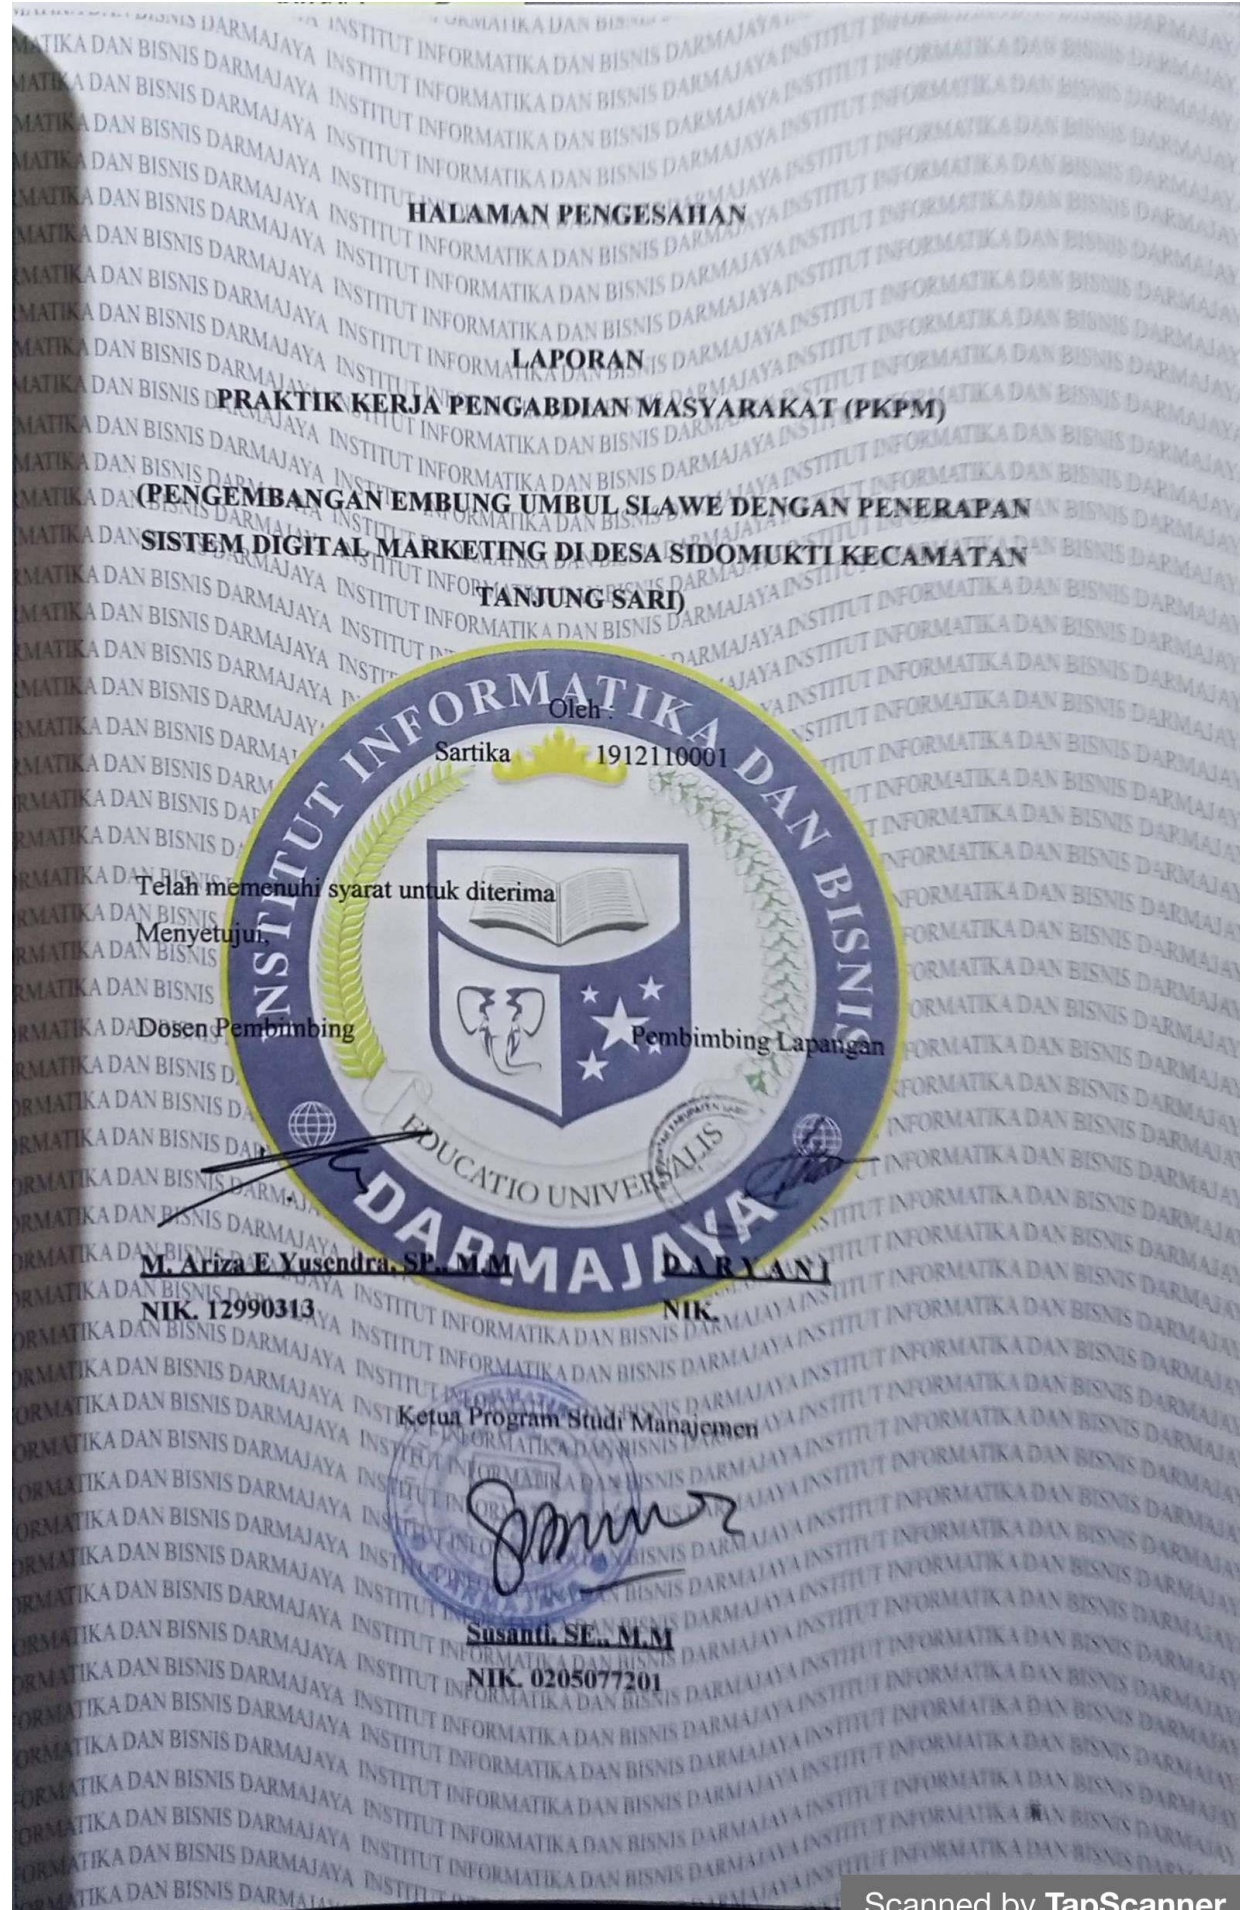 HALAMAN PENGESAHAN
LAPORAN
PRAKTIK KERJA PENGABDIAN MASYARAKAT (PKPM)
(PENGEMBANGAN EMBUNG UMBUL SLAWE DENGAN PENERAPAN
SISTEM DIGITAL MARKETING DI DESA SIDOMUKTI KECAMATAN
TANJUNG SARI)
INSTITUT INFORMATIKA DAN BISNIS
Oleh :
Sartika 1912110001
Telah memenuhi syarat untuk diterima
Menyetujui,
Dosen Pembimbing Pembimbing Lapangan
EDUCATIO UNIVERSALIS
DARMAJAYA
M. Ariza E Yusendra, SP., M.M DARYANI
NIK. 12990313 NIK.
Ketua Program Studi Manajemen
Susanti, SE., M.M
NIK. 0205077201
Scanned by TapScanner